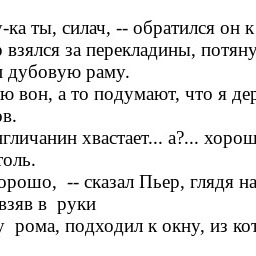 -ка ты, силач, -- обратился он к
взялся за перекладины, потяну
дубовую раму.
ю вон, а то подумают, что я дер
ов.
нгличанин хвастает... а?... хорош
толь.
орошо, -- сказал Пьер, глядя на
взяв в руки
у рома, подходил к окну, из кот